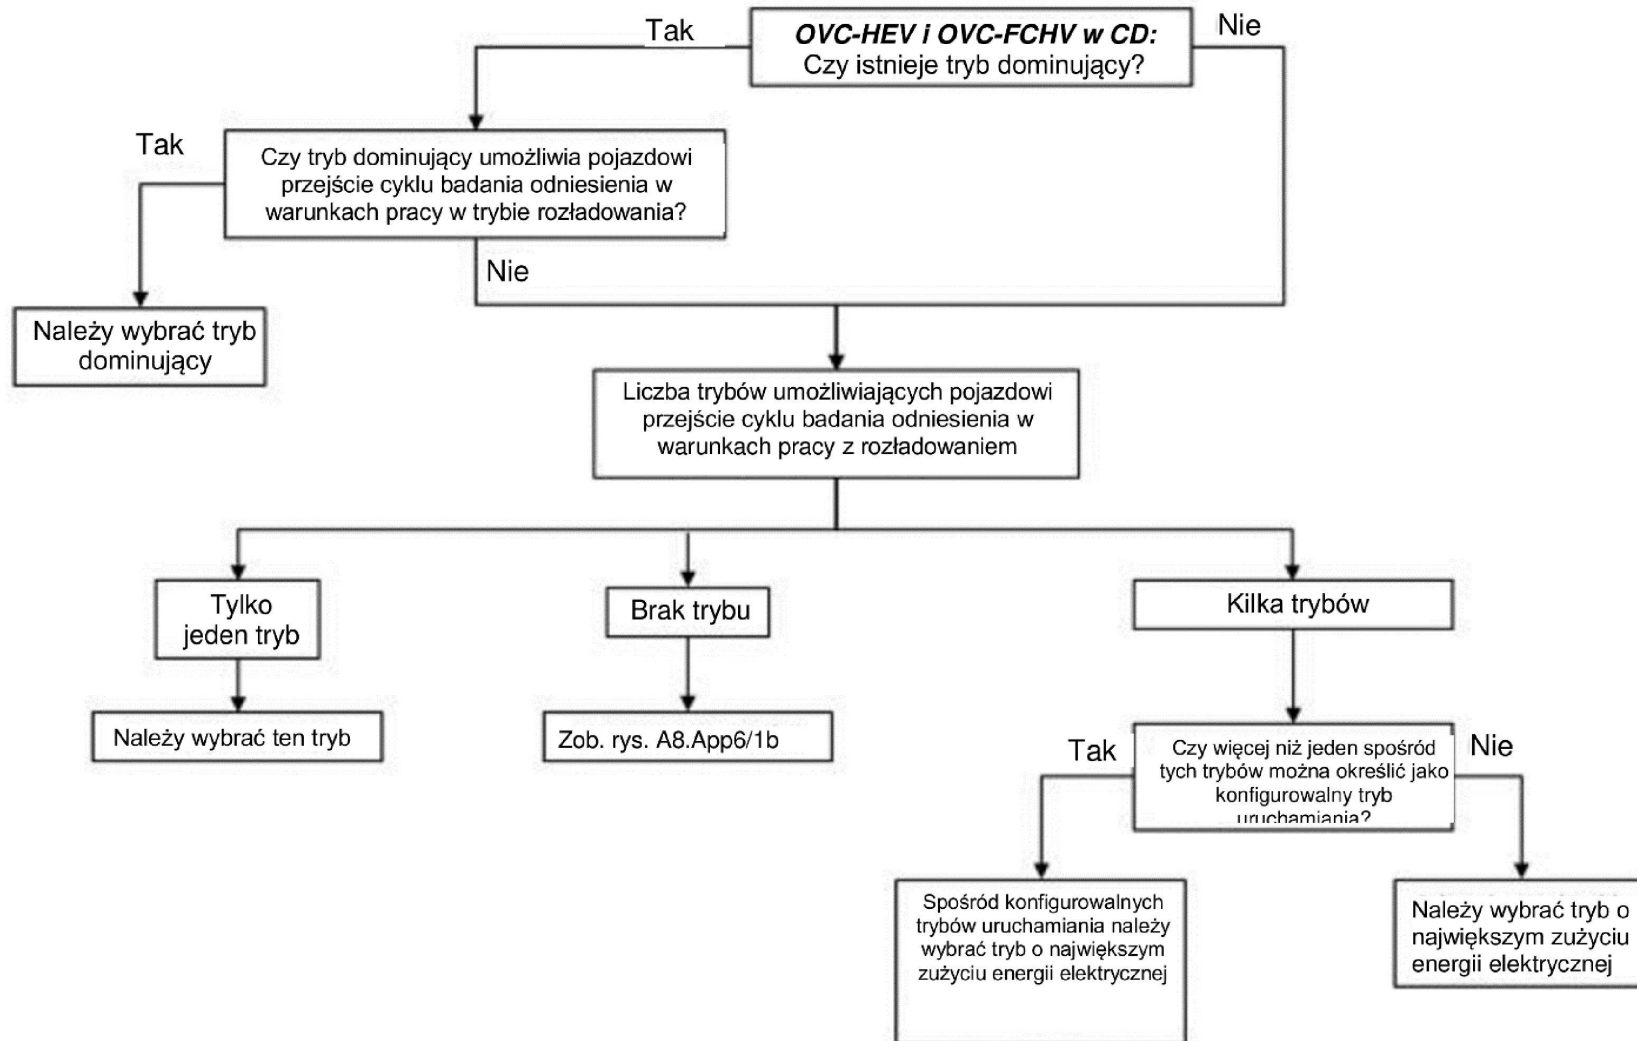 Tak
OVC-HEV i OVC-FCHV w CD:
Czy istnieje tryb dominujący?
Nie
Tak
Czy tryb dominujący umożliwia pojazdowi
przejście cyklu badania odniesienia w
warunkach pracy w trybie rozładowania?
Nie
Należy wybrać tryb
dominujący
Liczba trybów umożliwiających pojazdowi
przejście cyklu badania odniesienia w
warunkach pracy z rozładowaniem
Tylko
jeden tryb
Brak trybu
Kilka trybów
Należy wybrać ten tryb
Zob. rys. A8.App6/1b
Tak
Czy więcej niż jeden spośród
tych trybów można określić jako
konfigurowalny tryb
uruchamiania?
Nie
Spośród konfigurowalnych
trybów uruchamiania należy
wybrać tryb o największym
zużyciu energii elektrycznej
Należy wybrać tryb o
największym zużyciu
energii elektrycznej